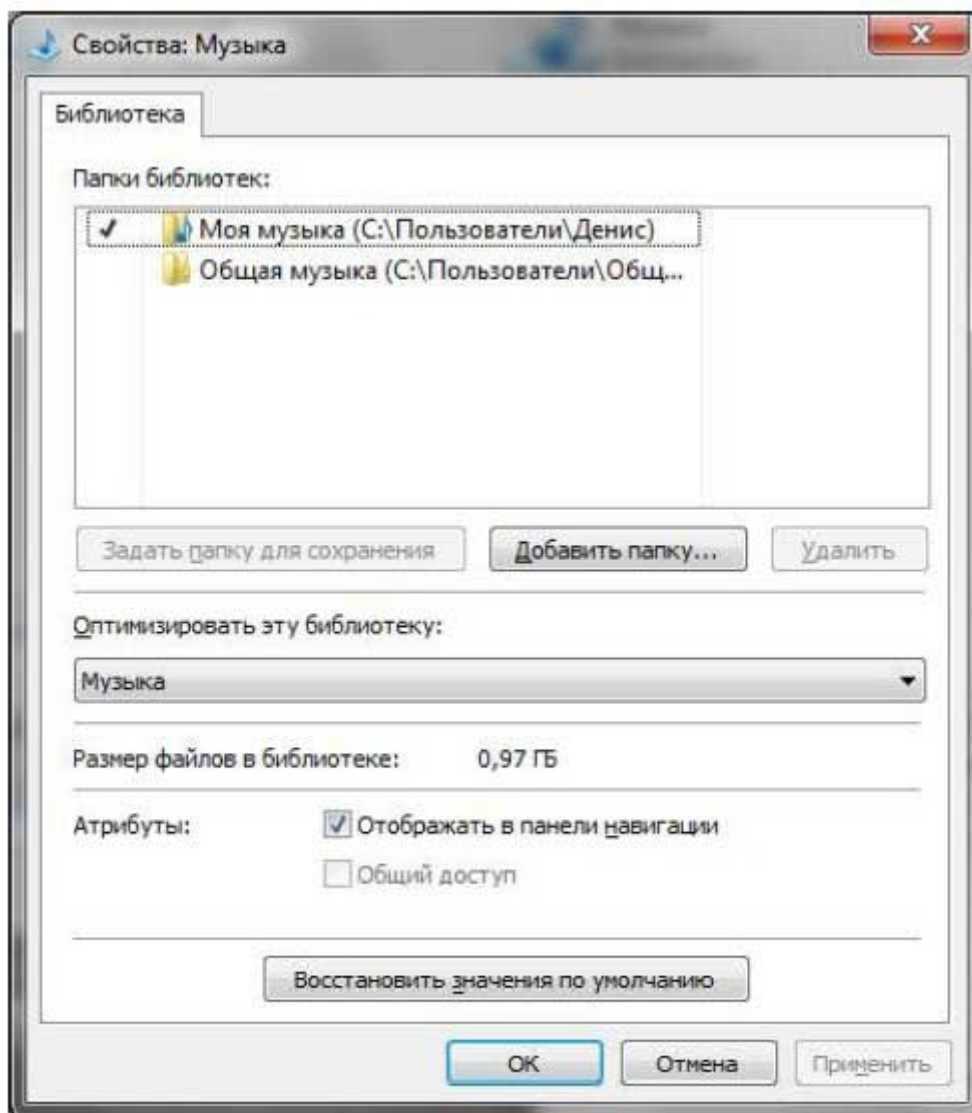 Свойства: Музыка
Библиотека
Папки библиотек:
Моя музыка (C:\Пользователи\Денис)
Общая музыка (C:\Пользователи\Общ...
Задать папку для сохранения
Добавить папку...
Удалить
Оптимизировать эту библиотеку:
Музыка
Размер файлов в библиотеке: 0,97 ГБ
Атрибуты: Отображать в панели навигации
Общий доступ
Восстановить значения по умолчанию
ОК Отмена Применить